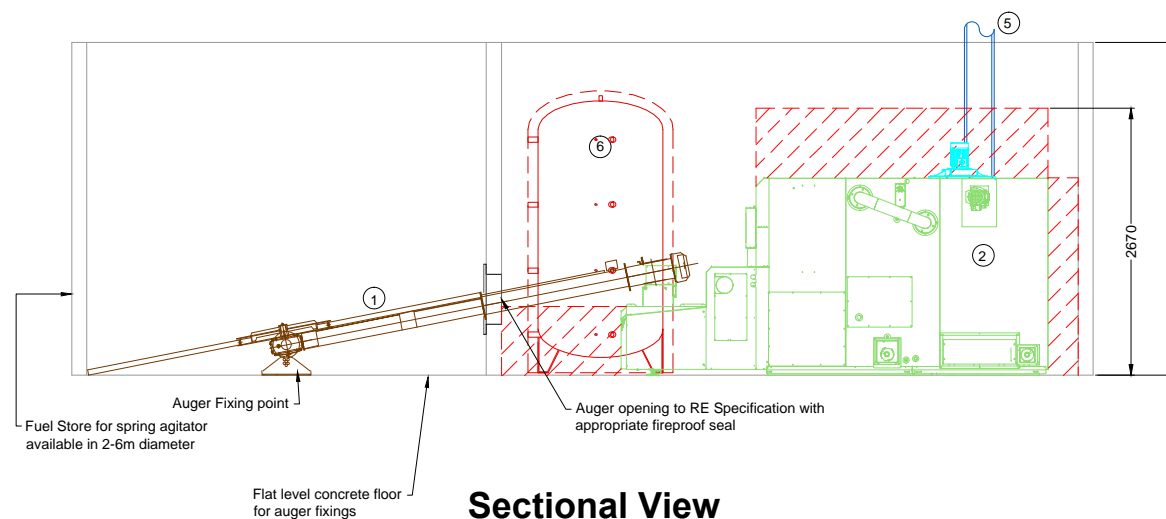 5
6
2670
2
1
Auger Fixing point
Auger opening to RE Specification with
appropriate fireproof seal
Fuel Store for spring agitator
available in 2-6m diameter
Flat level concrete floor
for auger fixings
Sectional View